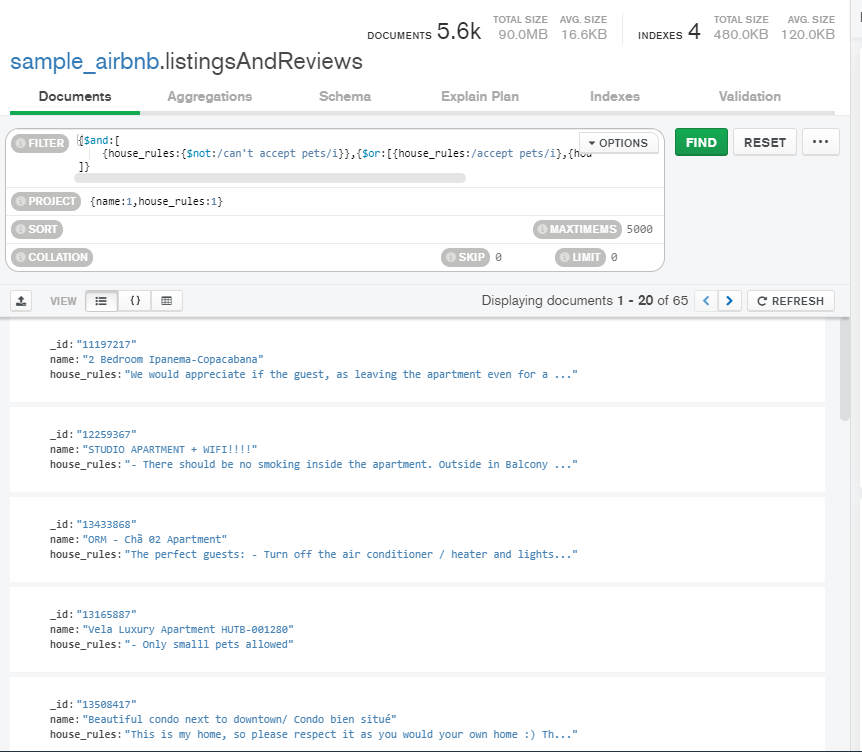 DOCUMENTS 5.6k TOTAL SIZE 90.0MB AVG. SIZE 16.6KB INDEXES 4 TOTAL SIZE 480.0KB AVG. SIZE 120.0KB
sample_airbnb.listingsAndReviews
Documents Aggregations Schema Explain Plan Indexes Validation
FILTER {$and:[
{house_rules:{$not:/can't accept pets/i}},{$or:[{house_rules:/accept pets/i},{hou
]}
OPTIONS FIND RESET ...
PROJECT {name:1,house_rules:1}
SORT MAXTIMEMS 5000
COLLATION SKIP 0 LIMIT 0
VIEW {} Displaying documents 1 - 20 of 65 < > REFRESH
_id:"11197217"
name:"2 Bedroom Ipanema-Copacabana"
house_rules:"We would appreciate if the guest, as leaving the apartment even for a ..."
_id:"12259367"
name:"STUDIO APARTMENT + WIFI!!!!"
house_rules:"- There should be no smoking inside the apartment. Outside in Balcony ..."
_id:"13433868"
name:"ORM - Chã 02 Apartment"
house_rules:"The perfect guests: - Turn off the air conditioner / heater and lights..."
_id:"13165887"
name:"Vela Luxury Apartment HUTB-001280"
house_rules:"- Only smalll pets allowed"
_id:"13508417"
name:"Beautiful condo next to downtown/ Condo bien situé"
house_rules:"This is my home, so please respect it as you would your own home :) Th..."